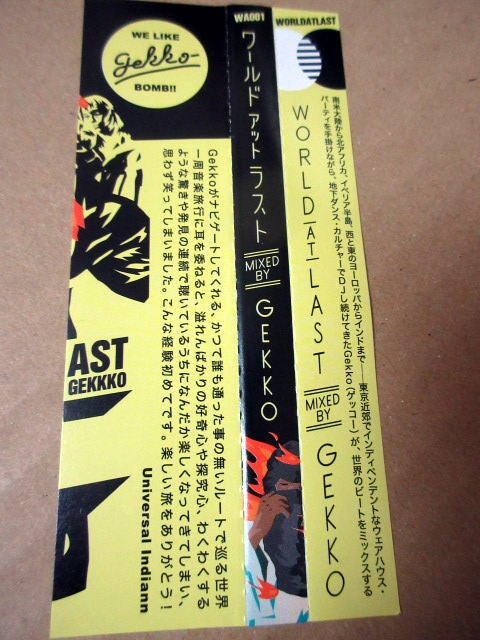 WE LIKE
gekko
BOMB!!
AST
GEKKKO
Gekkoがナビゲートしてくれる、かつて誰も通った事の無いルートで巡る世界
一周音楽旅行に耳を委ねると、溢れんばかりの好奇心や探究心、わくわくする
ような驚きや発見の連続で聴いているうちになんだか楽しくなってきてしまい、
思わず笑ってしまいました。こんな経験初めてです。楽しい旅をありがとう!
Universal Indiann
WA001
ワールド アット ラスト
MIXED
BY
GEKKO
WORLDATLAST
WORLD AT LAST
MIXED
BY
GEKKO
南米大陸から北アフリカ、イベリア半島、西と東のヨーロッパからインドまで——東京近郊でインディペンデントなウェアハウス・
パーティを手掛けながら、地下ダンス・カルチャーでDJし続けてきたGekko(ゲッコー)が、世界のビートをミックスする